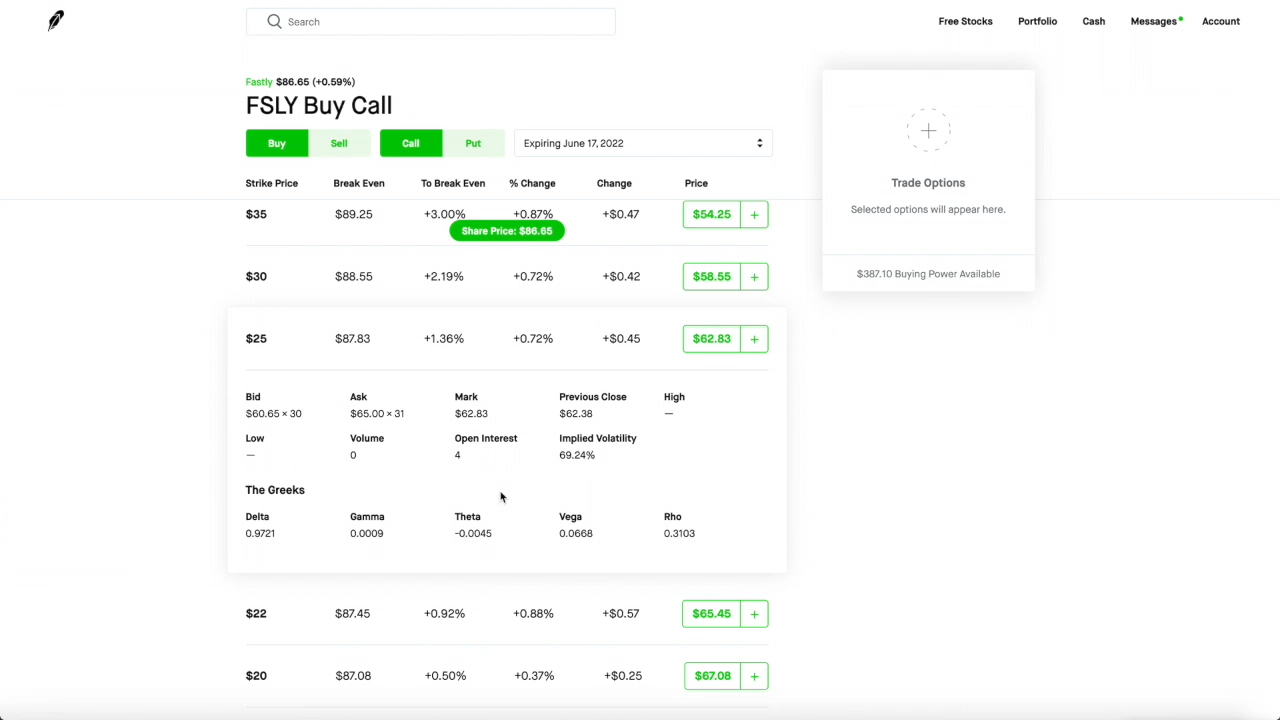 Search
Free Stocks Portfolio Cash Messages Account
Fastly $86.65 (+0.59%)
FSLY Buy Call
Buy Sell Call Put Expiring June 17, 2022
Strike Price Break Even To Break Even % Change Change Price
$35 $89.25 +3.00% +0.87% +$0.47 $54.25 +
Share Price: $86.65
$30 $88.55 +2.19% +0.72% +$0.42 $58.55 +
$25 $87.83 +1.36% +0.72% +$0.45 $62.83 +
Bid Ask Mark Previous Close High
$60.65 × 30 $65.00 × 31 $62.83 $62.38 —
Low Volume Open Interest Implied Volatility
— 0 4 69.24%
The Greeks
Delta Gamma Theta Vega Rho
0.9721 0.0009 -0.0045 0.0668 0.3103
$22 $87.45 +0.92% +0.88% +$0.57 $65.45 +
$20 $87.08 +0.50% +0.37% +$0.25 $67.08 +
Trade Options
Selected options will appear here.
$387.10 Buying Power Available